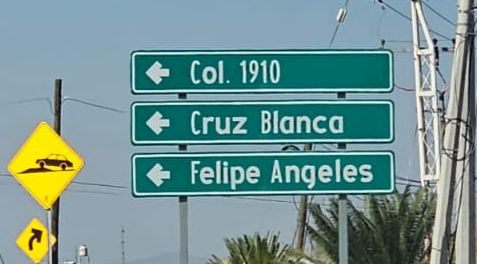 Col. 1910
Cruz Blanca
Felipe Angeles